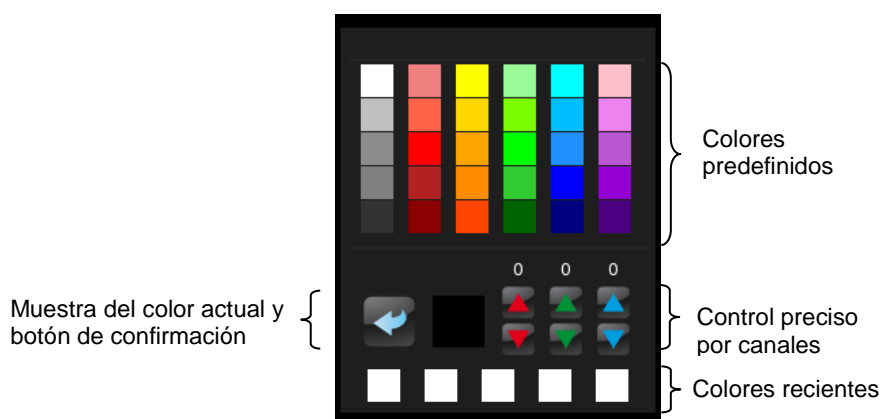 Colores
predefinidos
0 0 0
Muestra del color actual y
botón de confirmación
Control preciso
por canales
Colores recientes